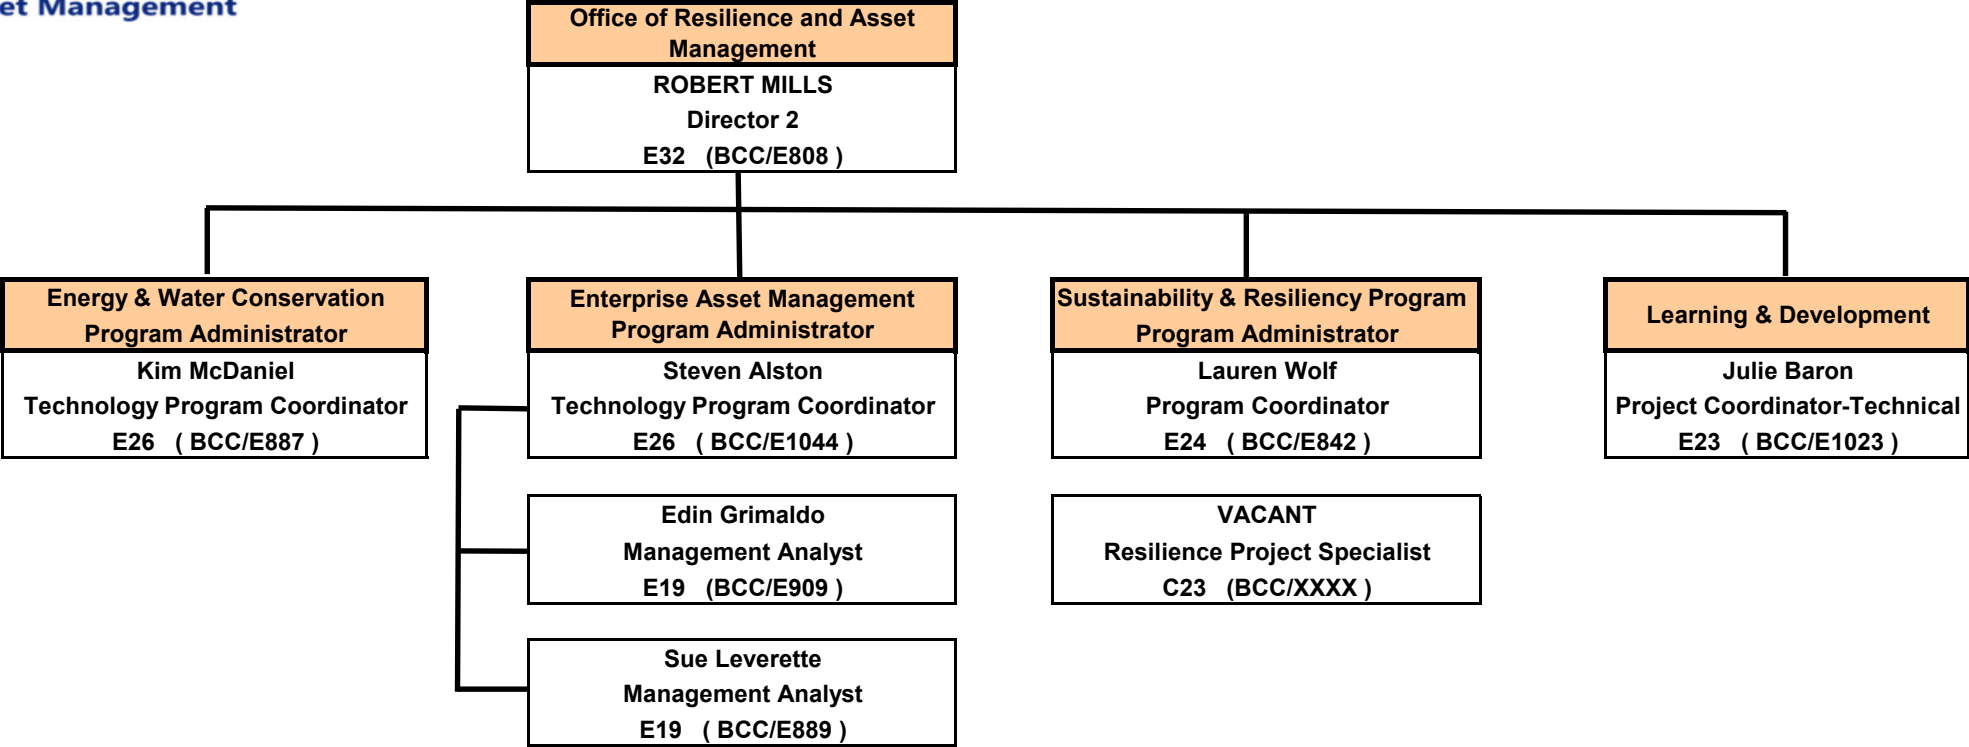 Management
Office of Resilience and Asset
Management
ROBERT MILLS
Director 2
E32 (BCC/E808 )
Energy & Water Conservation
Program Administrator
Kim McDaniel
Technology Program Coordinator
E26 ( BCC/E887 )
Enterprise Asset Management
Program Administrator
Steven Alston
Technology Program Coordinator
E26 ( BCC/E1044 )
Edin Grimaldo
Management Analyst
E19 (BCC/E909 )
Sue Leverette
Management Analyst
E19 ( BCC/E889 )
Sustainability & Resiliency Program
Program Administrator
Lauren Wolf
Program Coordinator
E24 ( BCC/E842 )
VACANT
Resilience Project Specialist
C23 (BCC/XXXX )
Learning & Development
Julie Baron
Project Coordinator-Technical
E23 ( BCC/E1023 )